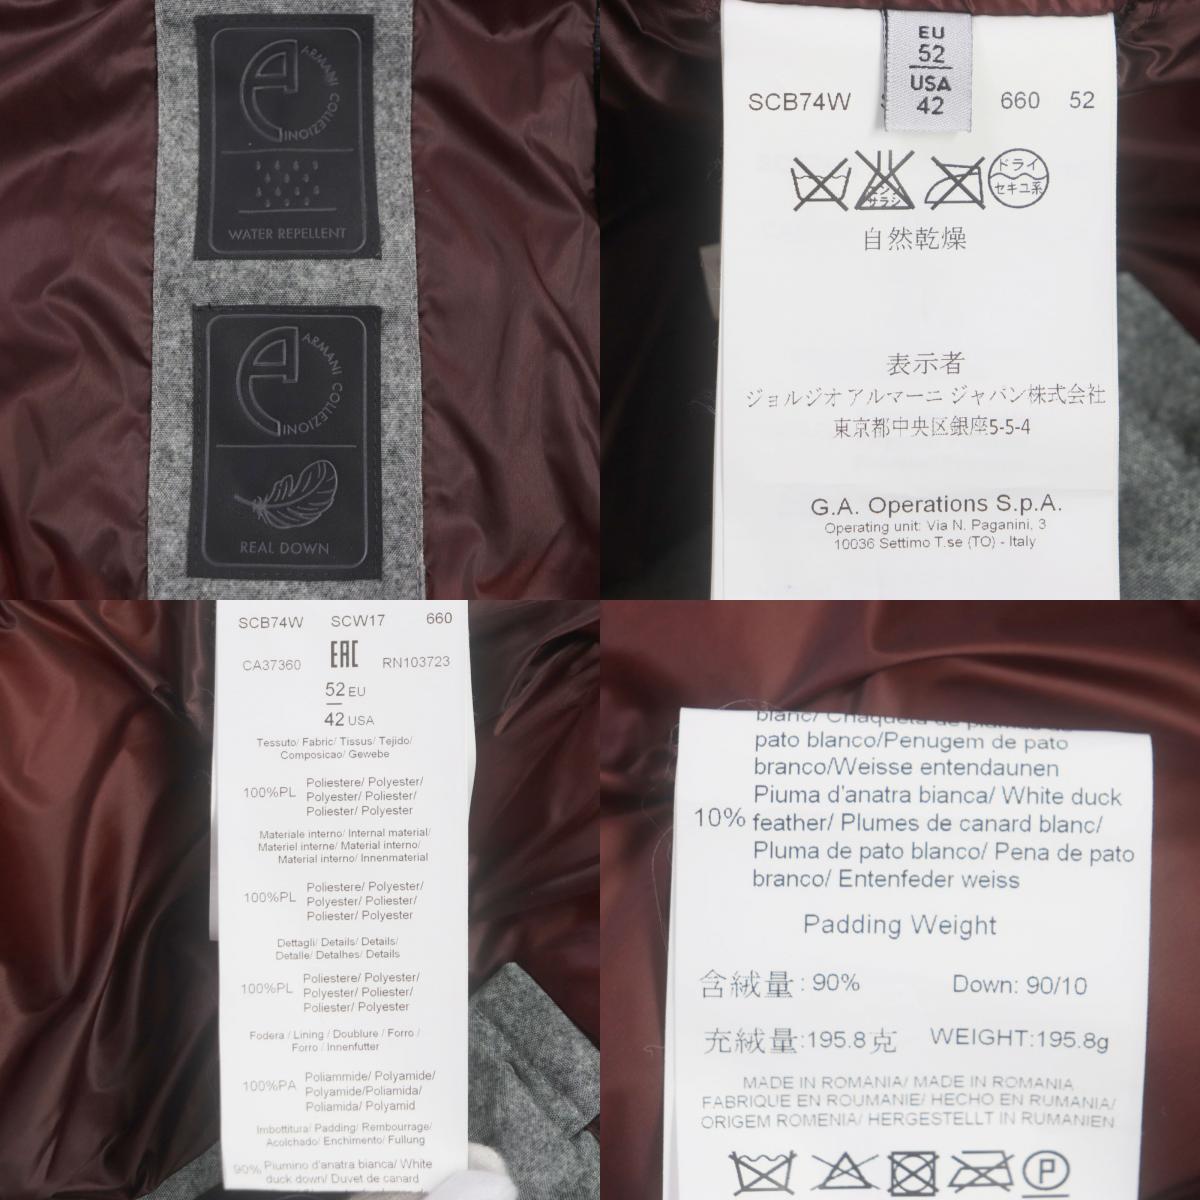 ARMANI COLLEZIONI
WATER REPELLENT
ARMANI COLLEZIONI
REAL DOWN
EU
52
USA
42
SCB74W
660 52
ドライ
セキユ系
サラシ
自然乾燥
表示者
ジョルジオ アルマーニ ジャパン株式会社
東京都中央区銀座5-5-4
G.A. Operations S.p.A.
Operating unit: Via N. Paganini, 3
10036 Settimo T.se (TO) - Italy
SCB74W SCW17 660
CA37360 EAC RN103723
52 EU
42 USA
Tessuto/ Fabric/ Tissus/ Tejido/
Composicao/ Gewebe
100%PL
Poliestere/ Polyester/
Polyester/ Poliester/
Poliester/ Polyester
Materiale interno/ Internal material/
Materiel interne/ Material interno/
Material interno/ Innenmaterial
100%PL
Poliestere/ Polyester/
Polyester/ Poliester/
Poliester/ Polyester
Dettagli/ Details/ Details/
Detalle/ Detalhes/ Details
100%PL
Poliestere/ Polyester/
Polyester/ Poliester/
Poliester/ Polyester
Fodera / Lining / Doublure / Forro /
Forro / Innenfutter
100%PA
Poliammide/ Polyamide/
Polyamide/Poliamida/
Poliamida/ Polyamid
Imbottitura/ Padding/ Rembourrage/
Acolchado/ Enchimento/ Fullung
90% Piumino d'anatra bianca/ White
duck down/ Duvet de canard
blanc/ Chaqueta de
pato blanco/Penugem de pato
branco/Weisse entendaunen
10%
Piuma d'anatra bianca/ White duck
feather/ Plumes de canard blanc/
Pluma de pato blanco/ Pena de pato
branco/ Entenfeder weiss
Padding Weight
含絨量: 90% Down: 90/10
充絨量:195.8克 WEIGHT:195.8g
MADE IN ROMANIA/ MADE IN ROMANIA
FABRIQUE EN ROUMANIE/ HECHO EN RUMANIA/
ORIGEM ROMENIA/ HERGESTELLT IN RUMANIEN
P